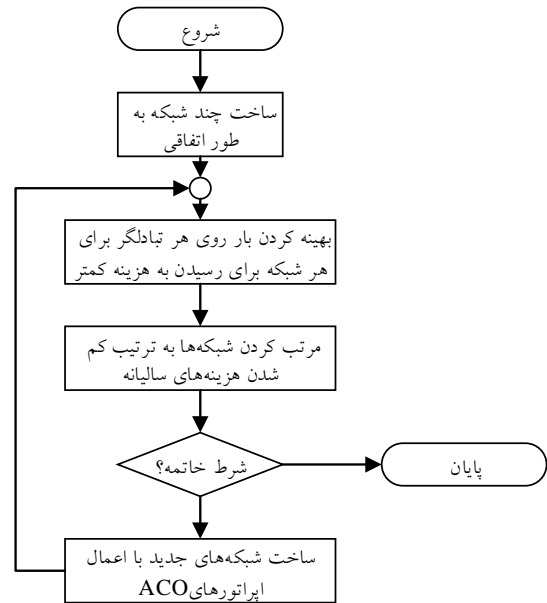 شروع
ساخت چند شبکه به
طور اتفاقی
بهینه کردن بار روی هر تبادلگر برای
هر شبکه برای رسیدن به هزینه کمتر
مرتب کردن شبکه‌ها به ترتیب کم
شدن هزینه‌های سالیانه
شرط خاتمه؟
پایان
ساخت شبکه‌های جدید با اعمال
اپراتورهایACO